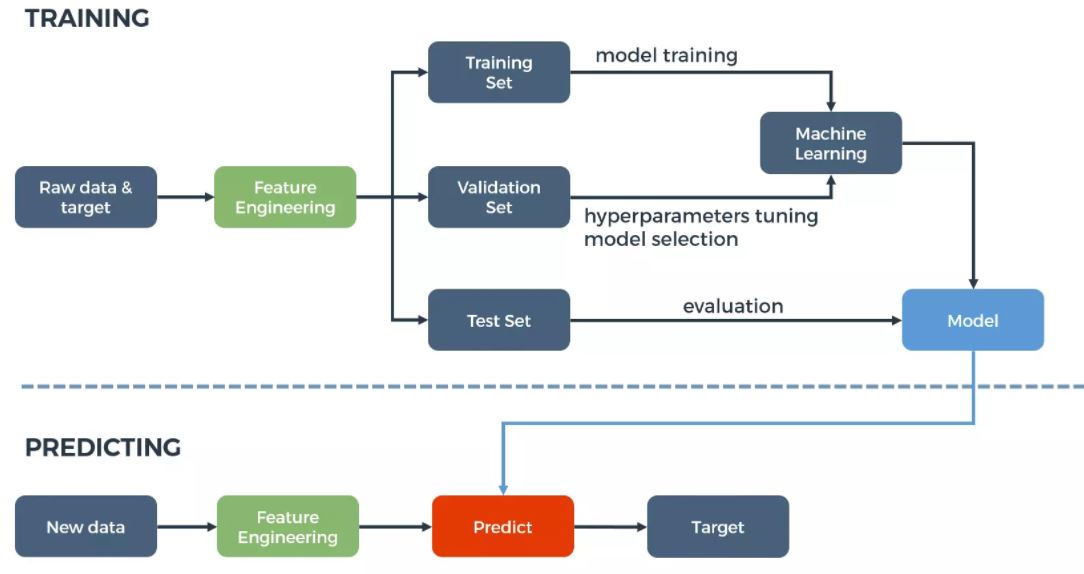 TRAINING
Training
Set
model training
Machine
Learning
Raw data &
target
Feature
Engineering
Validation
Set
hyperparameters tuning
model selection
Test Set
evaluation
Model
PREDICTING
New data
Feature
Engineering
Predict
Target